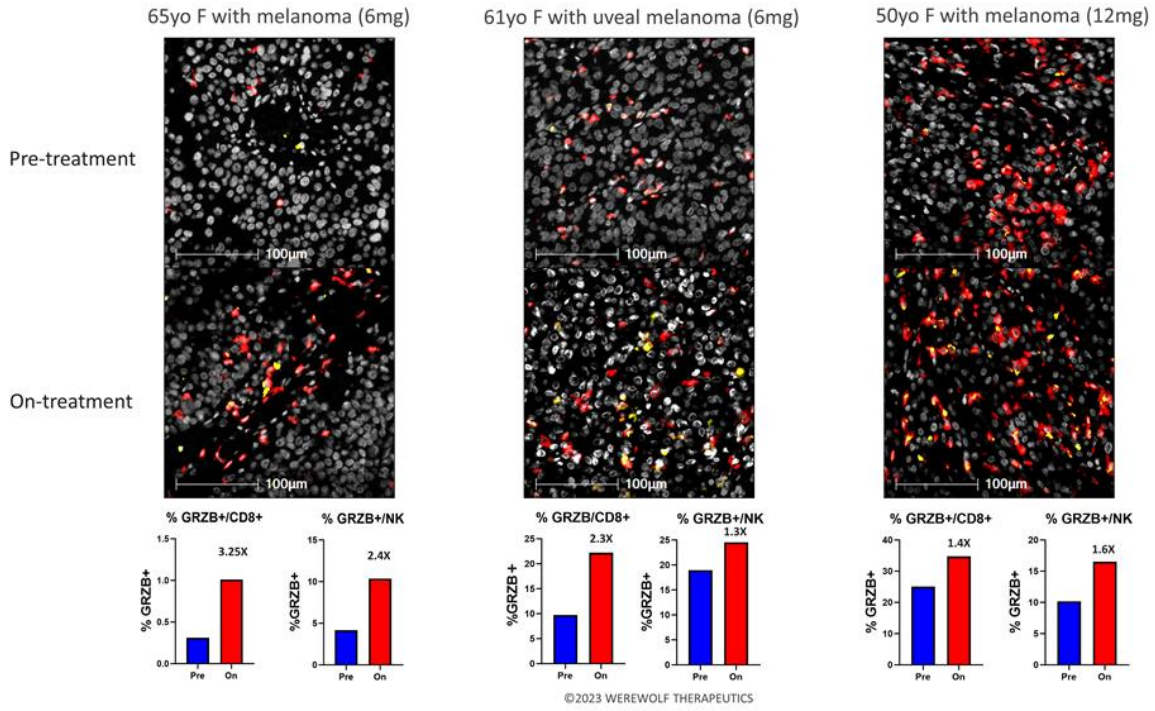 65yo F with melanoma (6mg)
61yo F with uveal melanoma (6mg)
50yo F with melanoma (12mg)
Pre-treatment
100μm
100μm
100μm
On-treatment
100μm
100μm
100μm
% GRZB+/CD8+
% GRZB+
1.5
1.0
0.5
0.0
3.25X
Pre
On
% GRZB+/NK
%GRZB+
15
10
5
0
2.4X
Pre
On
% GRZB/CD8+
%GRZB+
25
20
15
10
5
0
2.3X
Pre
On
% GRZB+/NK
%GRZB+
25
20
15
10
5
0
1.3X
Pre
On
% GRZB+/CD8+
% GRZB+
40
30
20
10
0
1.4X
Pre
On
% GRZB+/NK
% GRZB+
20
15
10
5
0
1.6X
Pre
On
©2023 WEREWOLF THERAPEUTICS